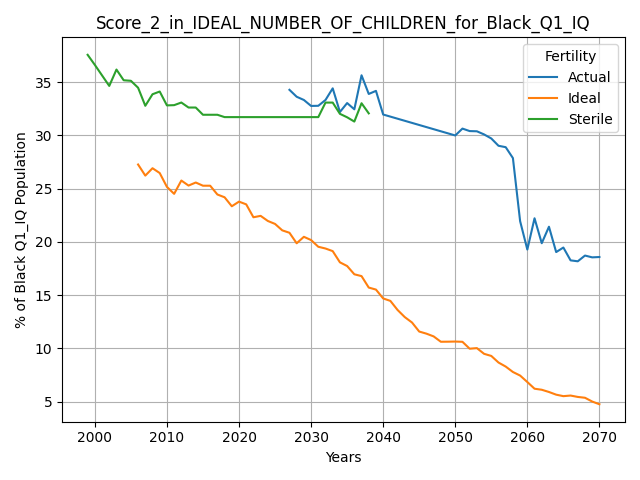 Score_2_in_IDEAL_NUMBER_OF_CHILDREN_for_Black_Q1_IQ
Fertility
Actual
Ideal
Sterile
% of Black Q1_IQ Population
35
30
25
20
15
10
5
2000 2010 2020 2030 2040 2050 2060 2070
Years